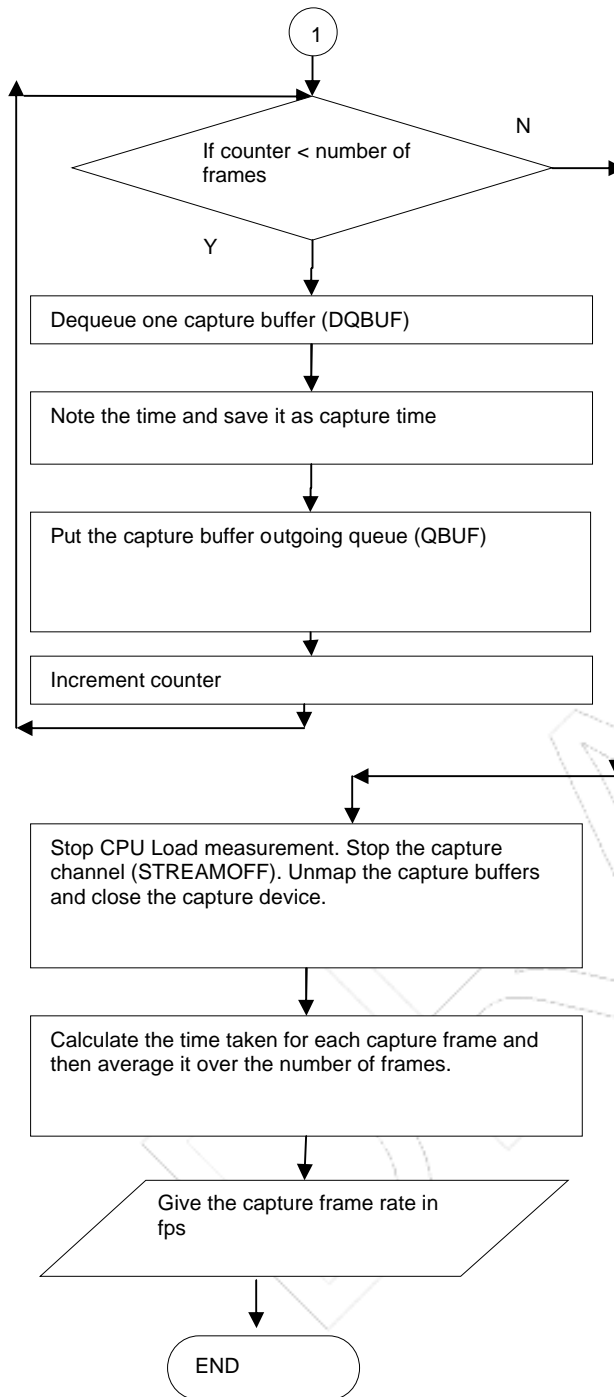 1
If counter < number of
frames
N
Y
Dequeue one capture buffer (DQBUF)
Note the time and save it as capture time
Put the capture buffer outgoing queue (QBUF)
Increment counter
Stop CPU Load measurement. Stop the capture
channel (STREAMOFF). Unmap the capture buffers
and close the capture device.
Calculate the time taken for each capture frame and
then average it over the number of frames.
Give the capture frame rate in
fps
END